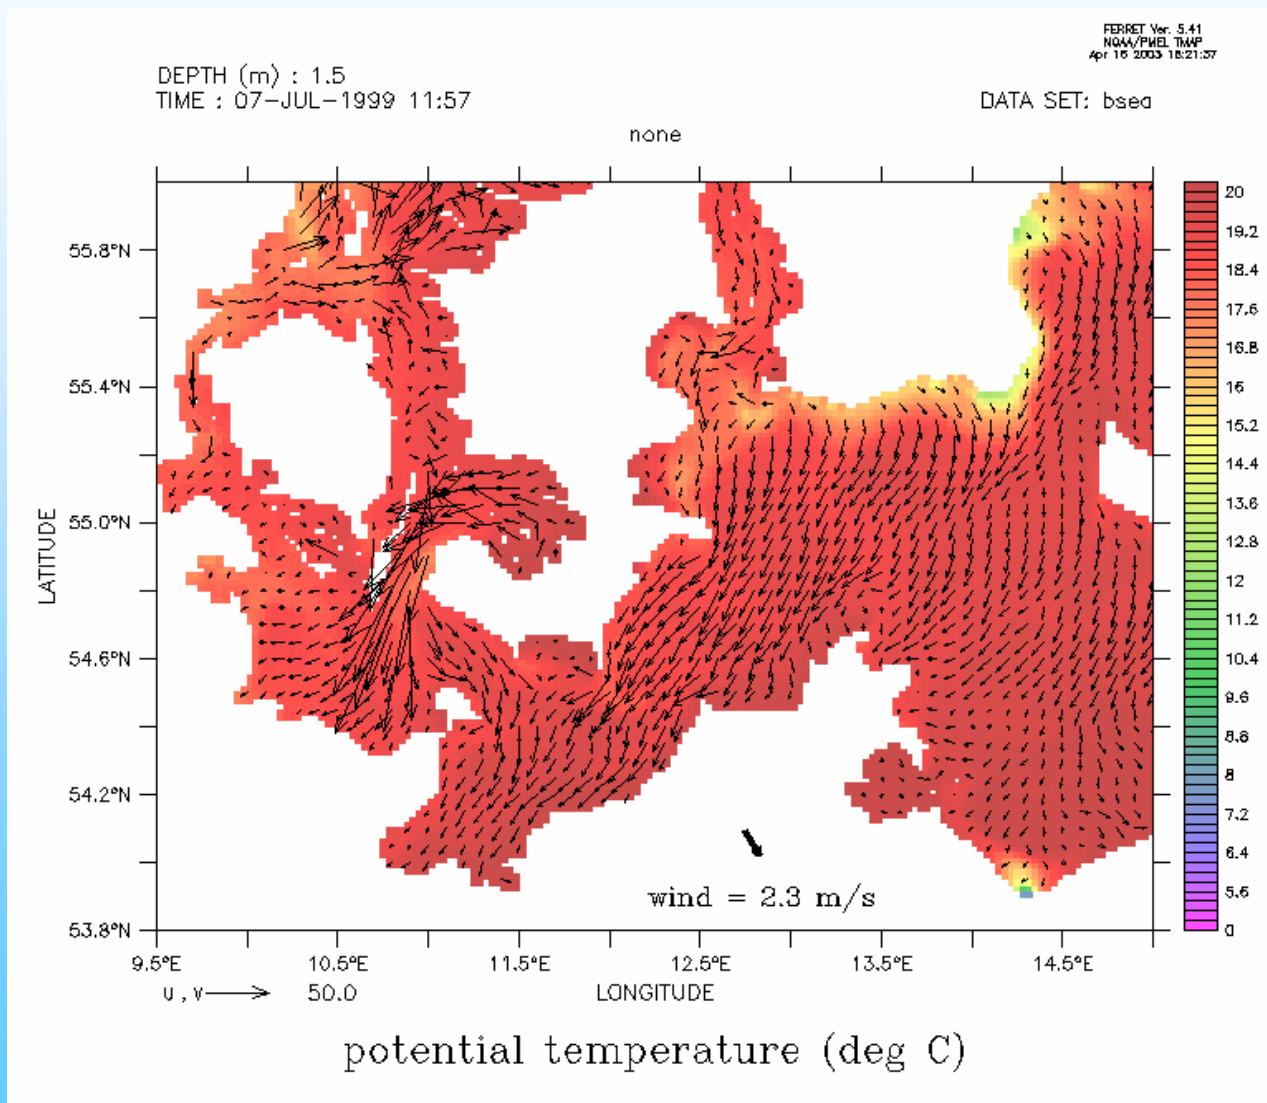 FERRET Ver. 5.41
NOAA/PMEL TMAP
Apr 16 2003 18:21:37
DEPTH (m) : 1.5
TIME : 07-JUL-1999 11:57
DATA SET: bsea
none
55.8°N
55.4°N
55.0°N
54.6°N
54.2°N
53.8°N
LATITUDE
20
19.2
18.4
17.6
16.8
16
15.2
14.4
13.6
12.8
12
11.2
10.4
9.6
8.8
8
7.2
6.4
5.6
0
wind = 2.3 m/s
9.5°E
10.5°E
11.5°E
12.5°E
13.5°E
14.5°E
U,V 50.0
LONGITUDE
potential temperature (deg C)